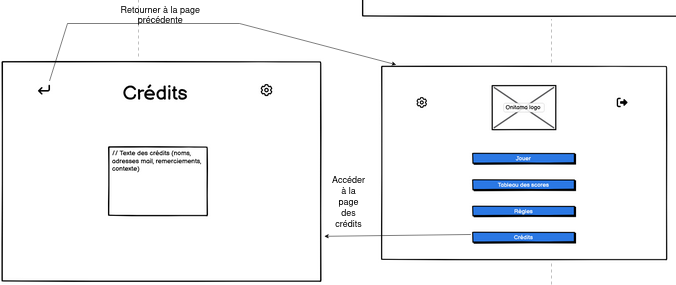 Retourner à la page
précédente
Crédits
// Texte des crédits (noms,
adresses mail, remerciements,
contexte)
Accéder
à la
page
des
crédits
Onitama logo
Jouer
Tableau des scores
Règles
Crédits